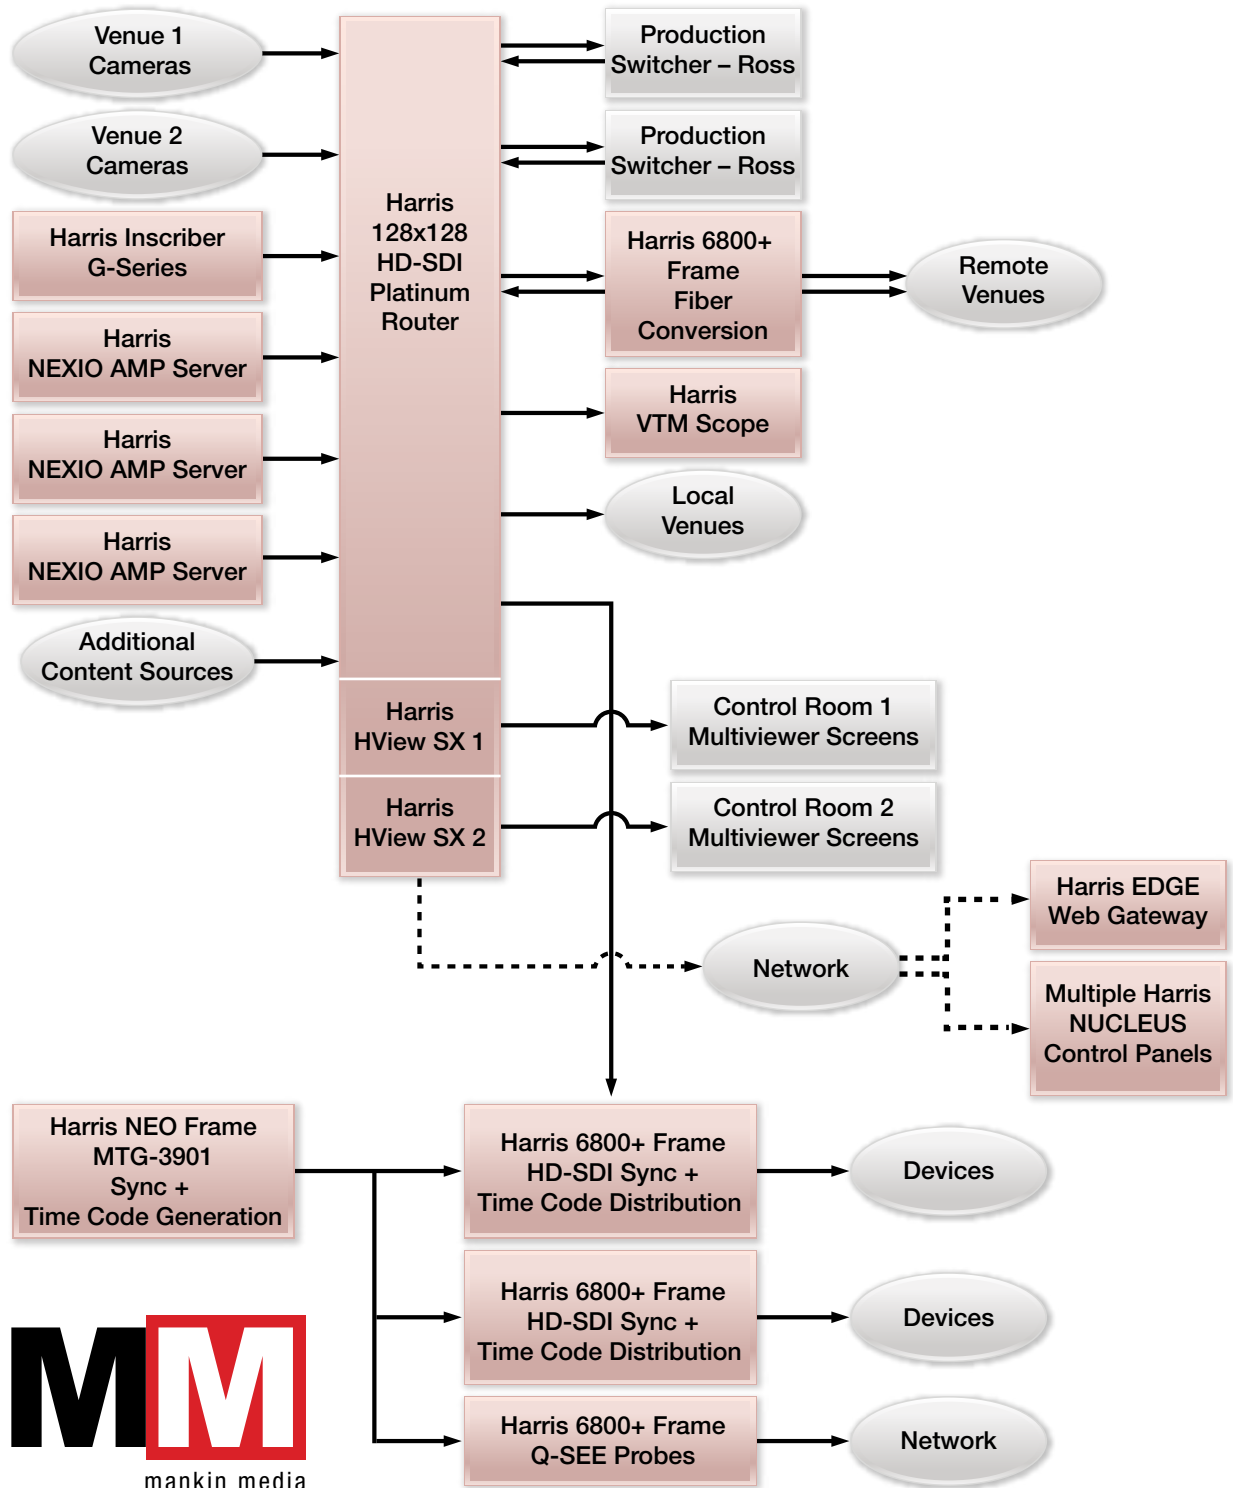 Venue 1
Cameras
Venue 2
Cameras
Harris Inscriber
G-Series
Harris
NEXIO AMP Server
Harris
NEXIO AMP Server
Harris
NEXIO AMP Server
Additional
Content Sources
Harris
128x128
HD-SDI
Platinum
Router
Harris
HView SX 1
Harris
HView SX 2
Production
Switcher – Ross
Production
Switcher – Ross
Harris 6800+
Frame
Fiber
Conversion
Remote
Venues
Harris
VTM Scope
Local
Venues
Control Room 1
Multiviewer Screens
Control Room 2
Multiviewer Screens
Network
Harris EDGE
Web Gateway
Multiple Harris
NUCLEUS
Control Panels
Harris NEO Frame
MTG-3901
Sync +
Time Code Generation
Harris 6800+ Frame
HD-SDI Sync +
Time Code Distribution
Devices
Harris 6800+ Frame
HD-SDI Sync +
Time Code Distribution
Devices
Harris 6800+ Frame
Q-SEE Probes
Network
MM
mankin media